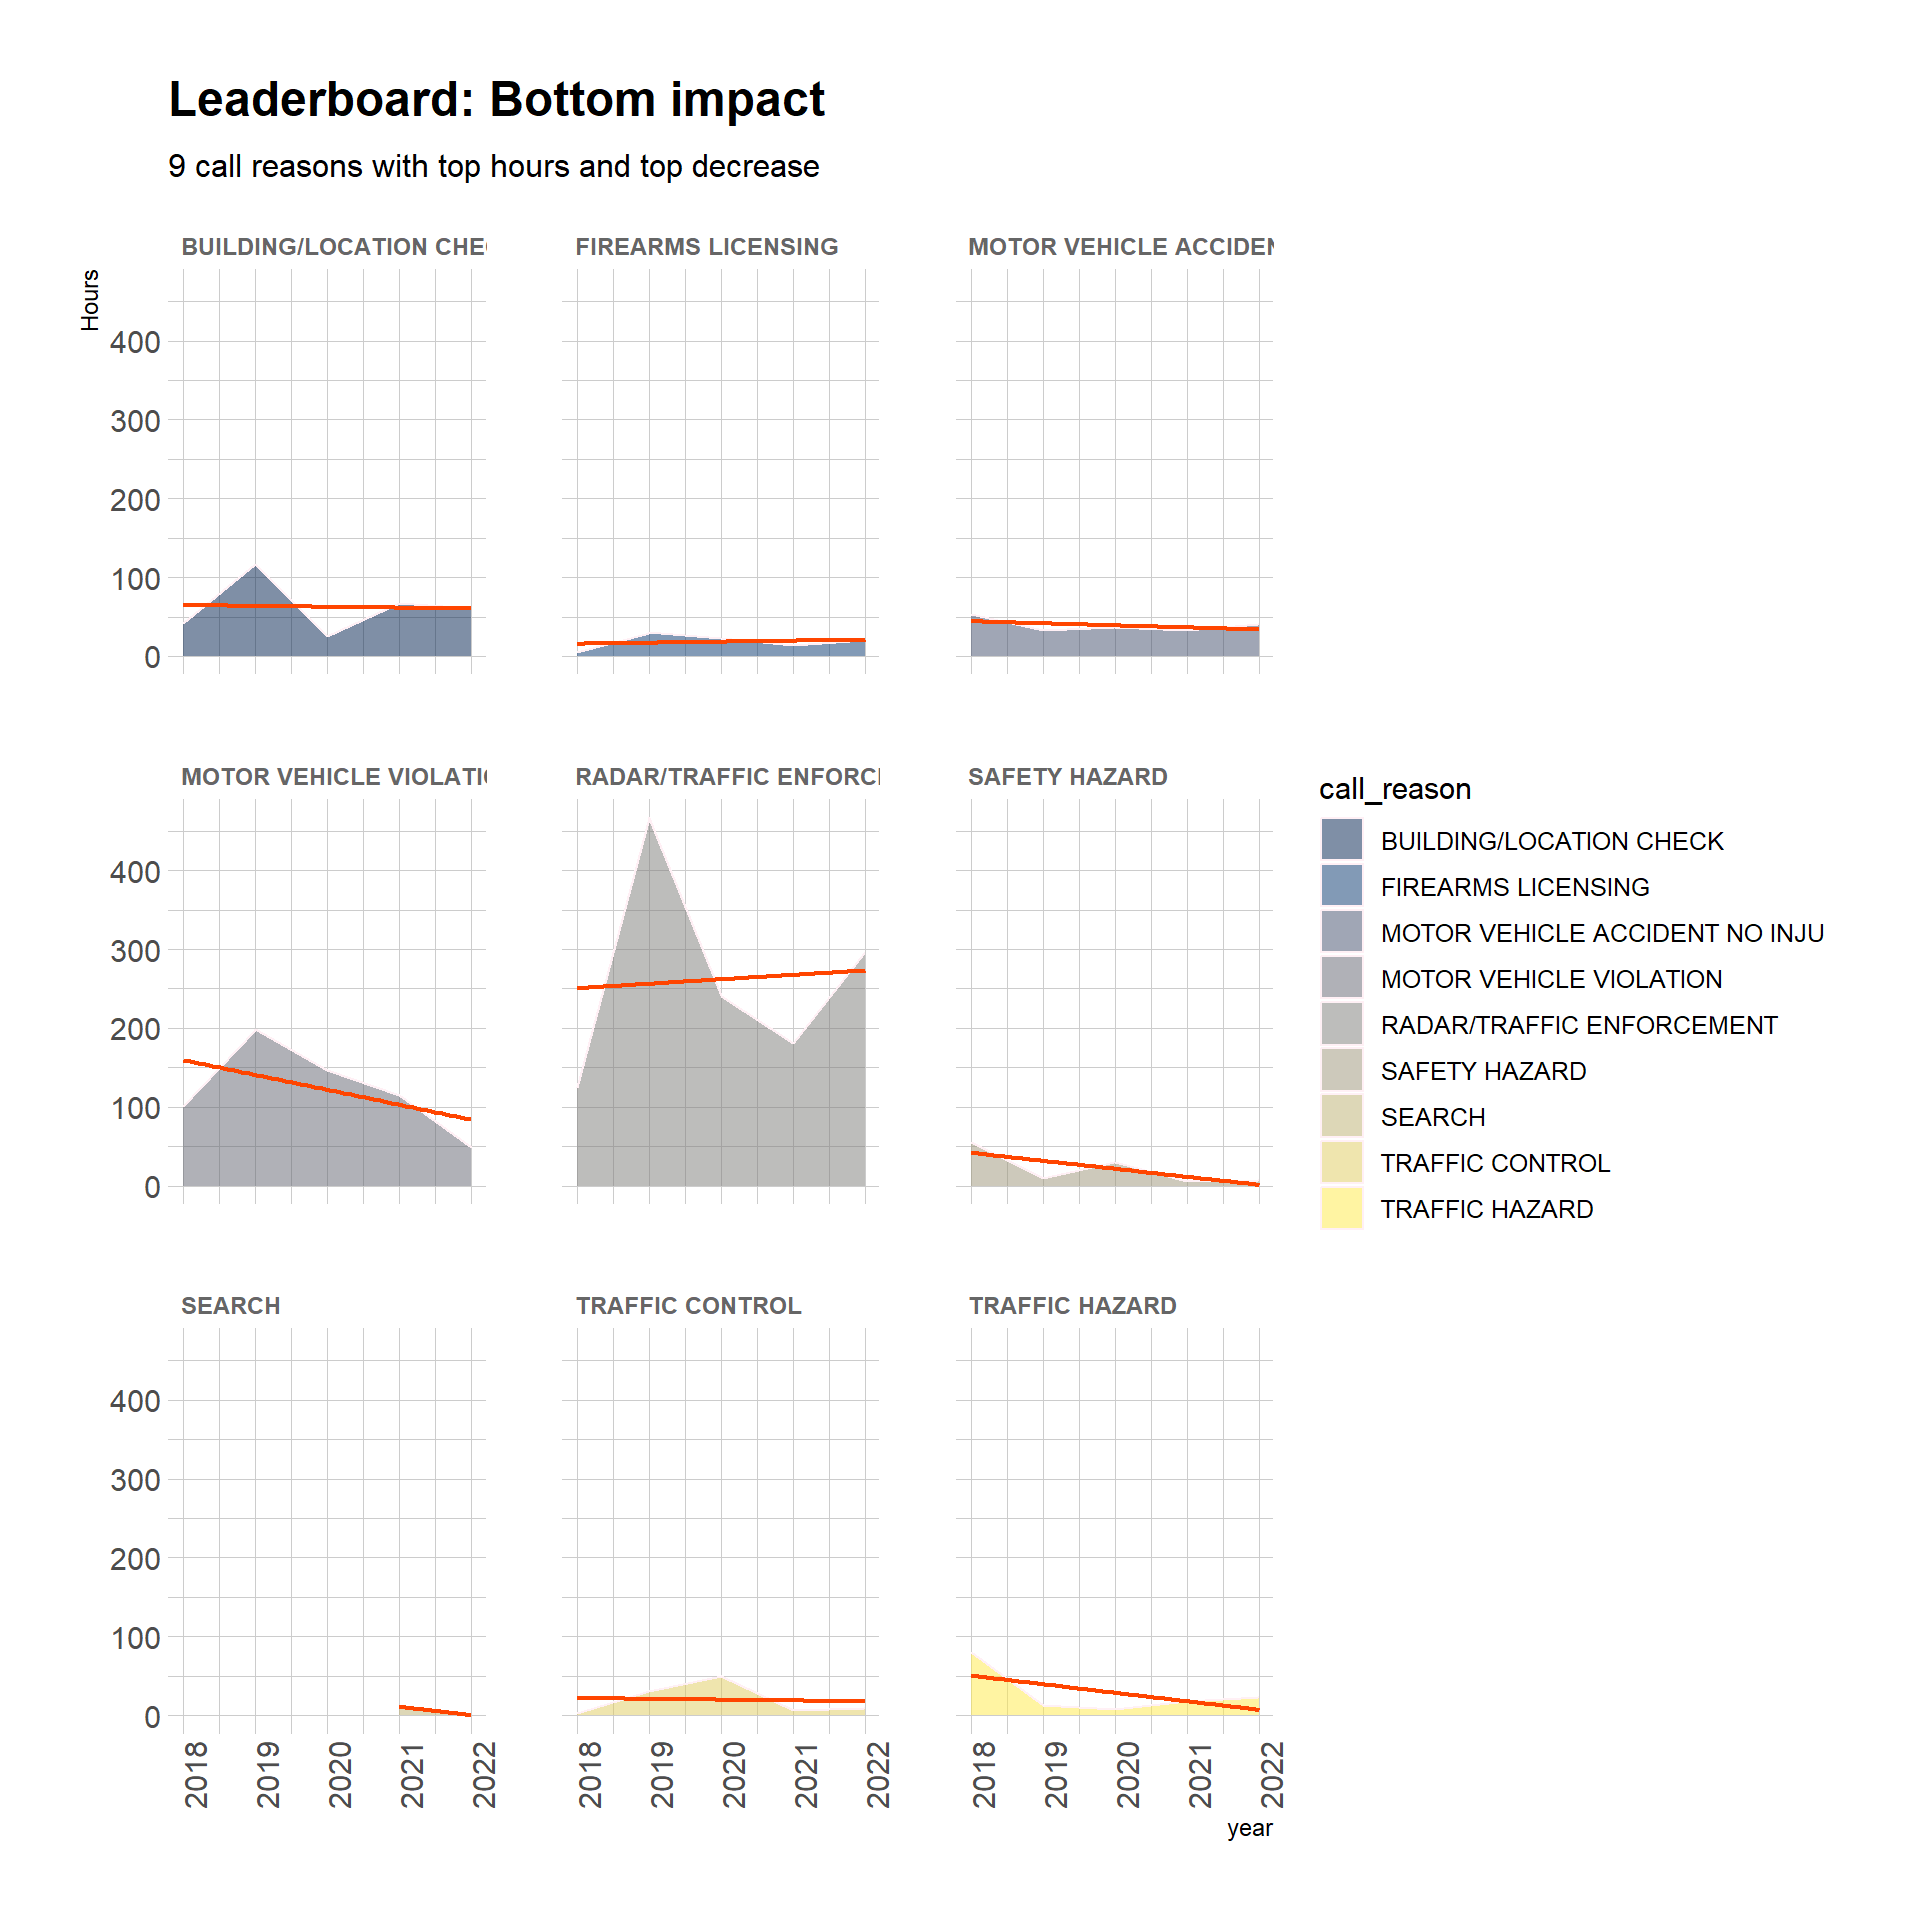 Leaderboard: Bottom impact
9 call reasons with top hours and top decrease
BUILDING/LOCATION CHE
FIREARMS LICENSING
MOTOR VEHICLE ACCIDEN
Hours
400
300
200
100
0
MOTOR VEHICLE VIOLATI
RADAR/TRAFFIC ENFORC
SAFETY HAZARD
400
300
200
100
0
call_reason
BUILDING/LOCATION CHECK
FIREARMS LICENSING
MOTOR VEHICLE ACCIDENT NO INJU
MOTOR VEHICLE VIOLATION
RADAR/TRAFFIC ENFORCEMENT
SAFETY HAZARD
SEARCH
TRAFFIC CONTROL
TRAFFIC HAZARD
SEARCH
TRAFFIC CONTROL
TRAFFIC HAZARD
400
300
200
100
0
2018 2019 2020 2021 2022
2018 2019 2020 2021 2022
2018 2019 2020 2021 2022
year